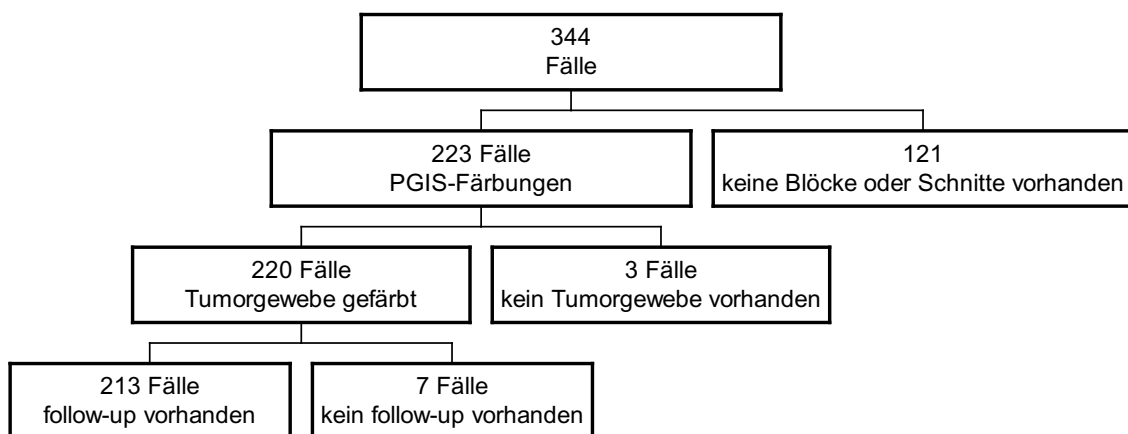 344
Fälle
223 Fälle
PGIS-Färbungen
121
keine Blöcke oder Schnitte vorhanden
220 Fälle
Tumorgewebe gefärbt
3 Fälle
kein Tumorgewebe vorhanden
213 Fälle
follow-up vorhanden
7 Fälle
kein follow-up vorhanden